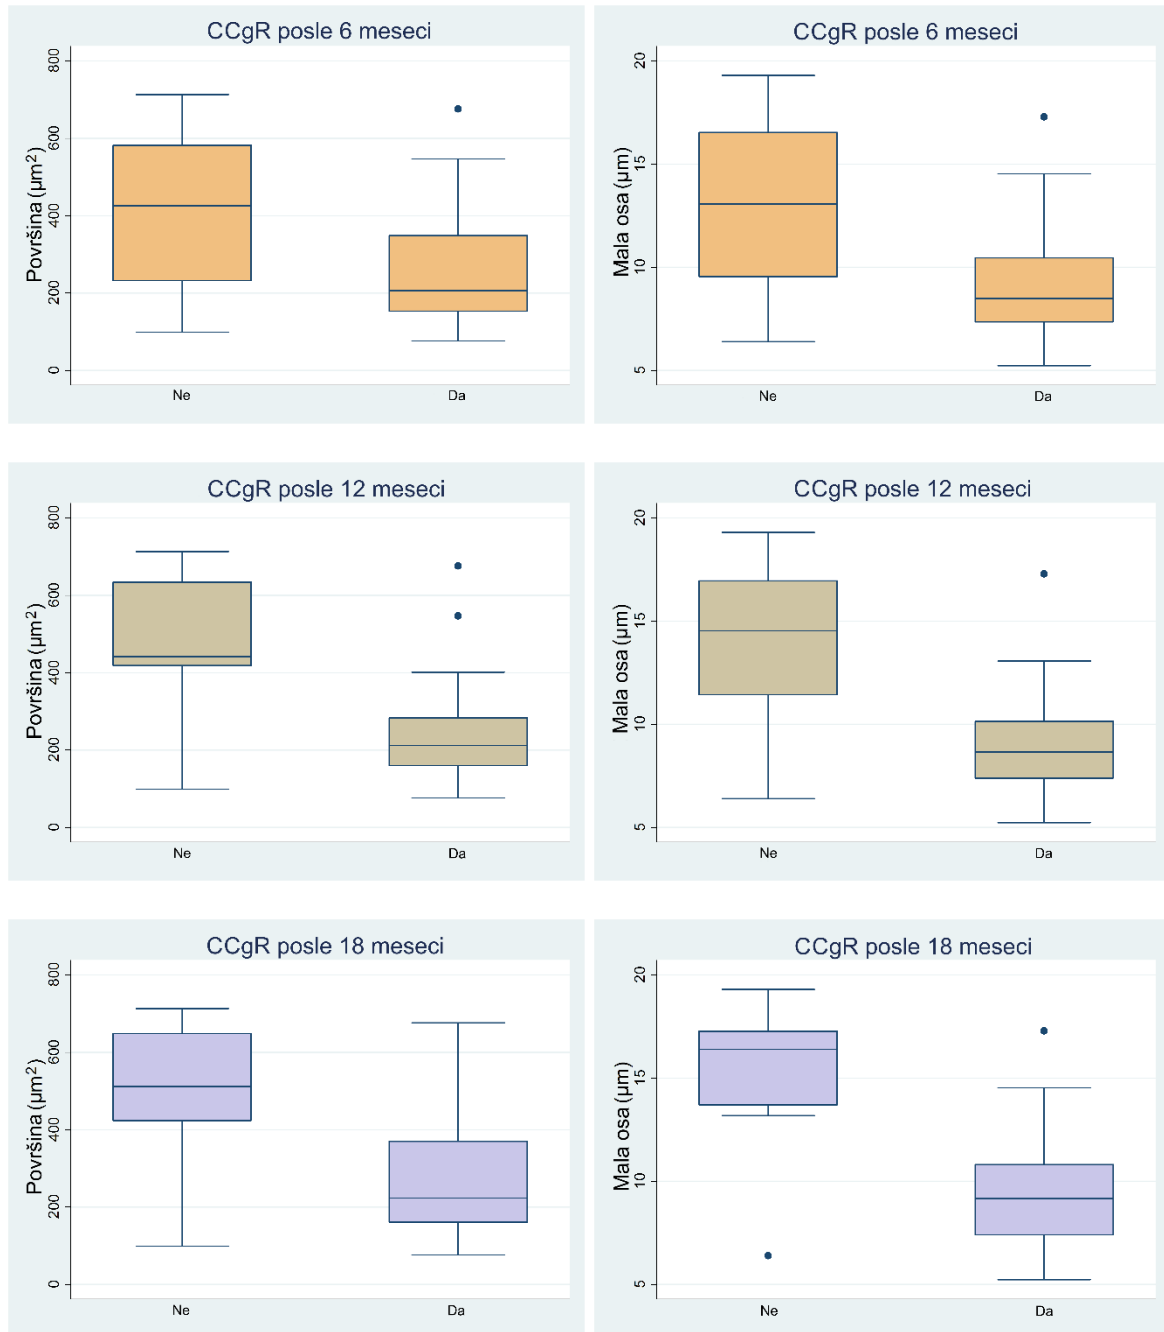 CCgR posle 6 meseci
Površina (μm²)
800
600
400
200
0
Ne
Da
CCgR posle 6 meseci
Mala osa (μm)
20
15
10
5
Ne
Da
CCgR posle 12 meseci
Površina (μm²)
800
600
400
200
0
Ne
Da
CCgR posle 12 meseci
Mala osa (μm)
20
15
10
5
Ne
Da
CCgR posle 18 meseci
Površina (μm²)
800
600
400
200
0
Ne
Da
CCgR posle 18 meseci
Mala osa (μm)
20
15
10
5
Ne
Da